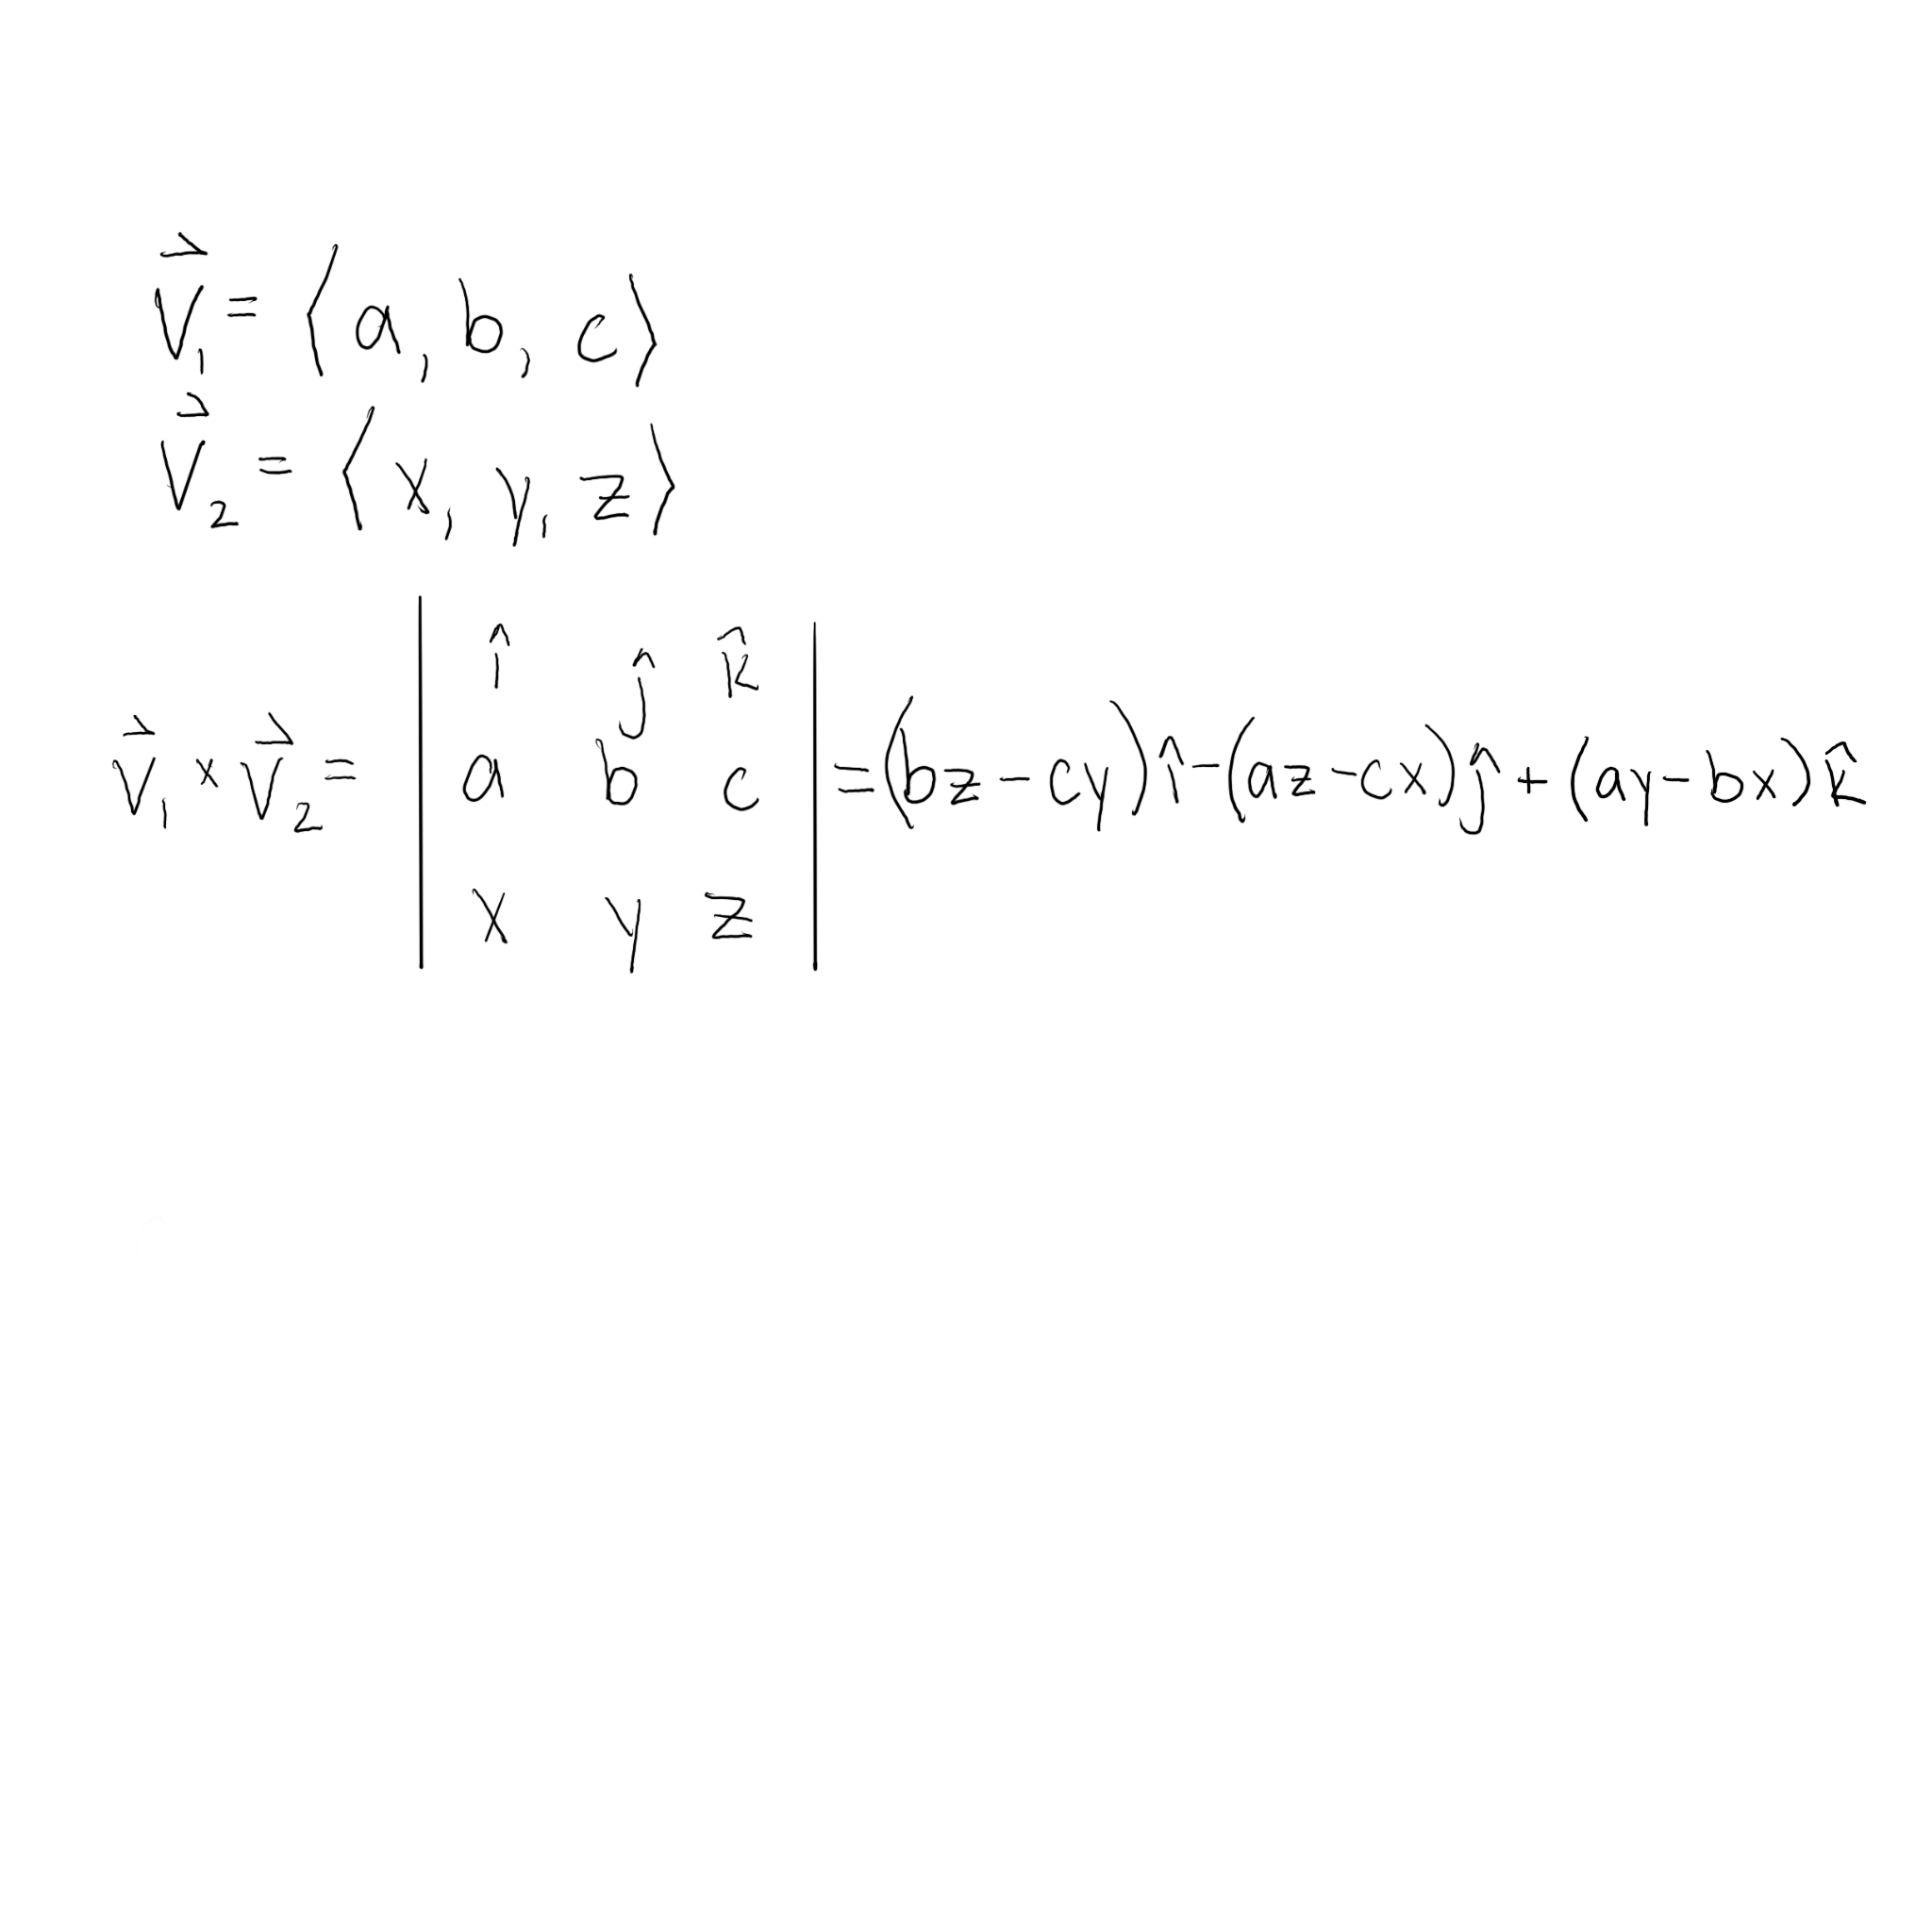 $\vec{V}_1 = \langle a, b, c \rangle$
$\vec{V}_2 = \langle x, y, z \rangle$
$\vec{V}_1 \times \vec{V}_2 = \begin{vmatrix} \hat{i} & \hat{j} & \hat{k} \\ a & b & c \\ x & y & z \end{vmatrix} = (bz - cy)\hat{i} - (az - cx)\hat{j} + (ay - bx)\hat{k}$